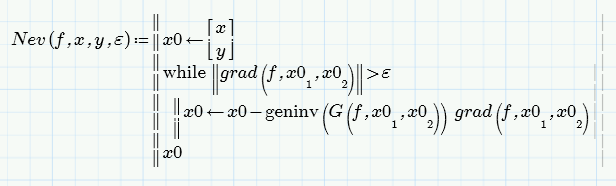 Nev(f,x,y,ε):=
x0←[x
y]
while ‖grad(f,x0₁,x0₂)‖>ε
x0←x0−geninv(G(f,x0₁,x0₂)) grad(f,x0₁,x0₂)
x0